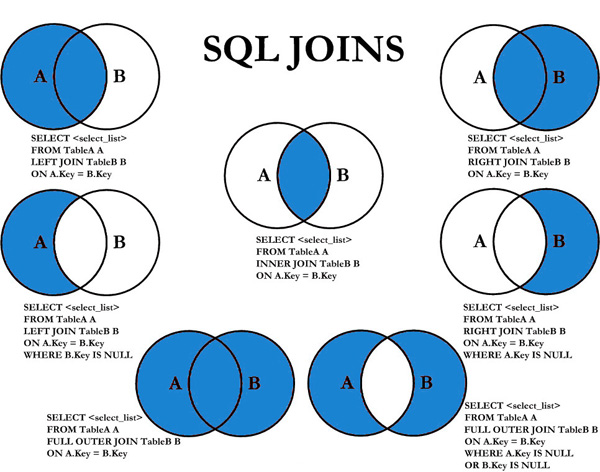 SQL JOINS
A B
SELECT <select_list>
FROM TableA A
LEFT JOIN TableB B
ON A.Key = B.Key
A B
SELECT <select_list>
FROM TableA A
RIGHT JOIN TableB B
ON A.Key = B.Key
A B
SELECT <select_list>
FROM TableA A
INNER JOIN TableB B
ON A.Key = B.Key
A B
SELECT <select_list>
FROM TableA A
LEFT JOIN TableB B
ON A.Key = B.Key
WHERE B.Key IS NULL
A B
SELECT <select_list>
FROM TableA A
RIGHT JOIN TableB B
ON A.Key = B.Key
WHERE A.Key IS NULL
A B
SELECT <select_list>
FROM TableA A
FULL OUTER JOIN TableB B
ON A.Key = B.Key
A B
SELECT <select_list>
FROM TableA A
FULL OUTER JOIN TableB B
ON A.Key = B.Key
WHERE A.Key IS NULL
OR B.Key IS NULL